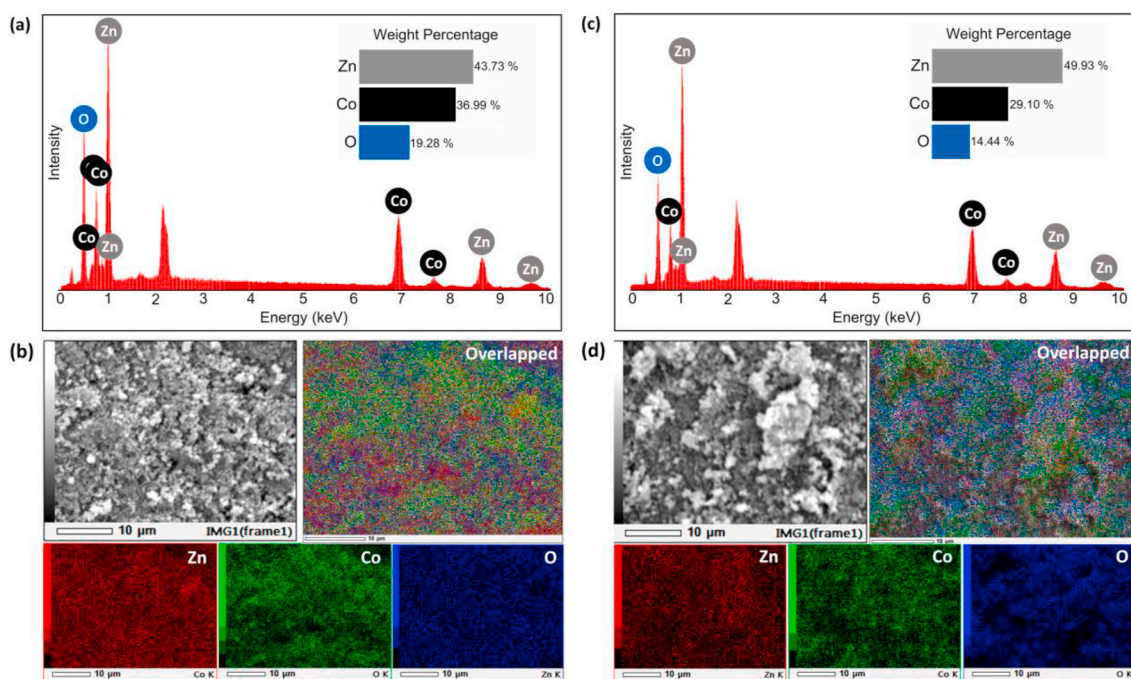 (a)
Zn
Weight Percentage
Zn 43.73 %
Co 36.99 %
O 19.28 %
O
Co
Co
Zn
Co
Co
Zn
Zn
Intensity
0 1 2 3 4 5 6 7 8 9 10
Energy (keV)
(c)
Zn
Weight Percentage
Zn 49.93 %
Co 29.10 %
O 14.44 %
O
Co
Zn
Co
Co
Zn
Zn
Intensity
0 1 2 3 4 5 6 7 8 9 10
Energy (keV)
(b)
Overlapped
10 µm IMG1(frame1)
10 µm
Zn
10 µm Co K
Co
10 µm O K
O
10 µm Zn K
(d)
Overlapped
10 µm IMG1(frame1)
10 µm
Zn
10 µm Zn K
Co
10 µm Co K
O
10 µm O K